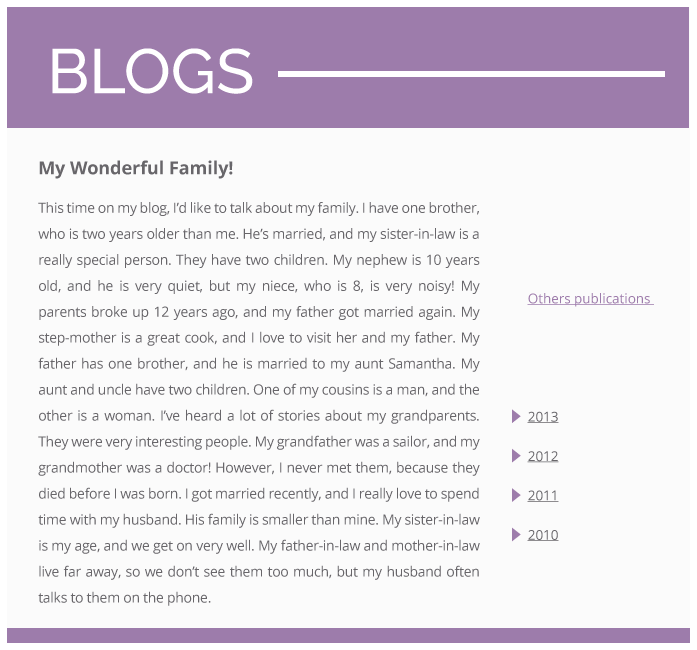 BLOGS
My Wonderful Family!
This time on my blog, I’d like to talk about my family. I have one brother,
who is two years older than me. He’s married, and my sister-in-law is a
really special person. They have two children. My nephew is 10 years
old, and he is very quiet, but my niece, who is 8, is very noisy! My
parents broke up 12 years ago, and my father got married again. My
step-mother is a great cook, and I love to visit her and my father. My
father has one brother, and he is married to my aunt Samantha. My
aunt and uncle have two children. One of my cousins is a man, and the
other is a woman. I’ve heard a lot of stories about my grandparents.
They were very interesting people. My grandfather was a sailor, and my
grandmother was a doctor! However, I never met them, because they
died before I was born. I got married recently, and I really love to spend
time with my husband. His family is smaller than mine. My sister-in-law
is my age, and we get on very well. My father-in-law and mother-in-law
live far away, so we don’t see them too much, but my husband often
talks to them on the phone.
Others publications
2013
2012
2011
2010